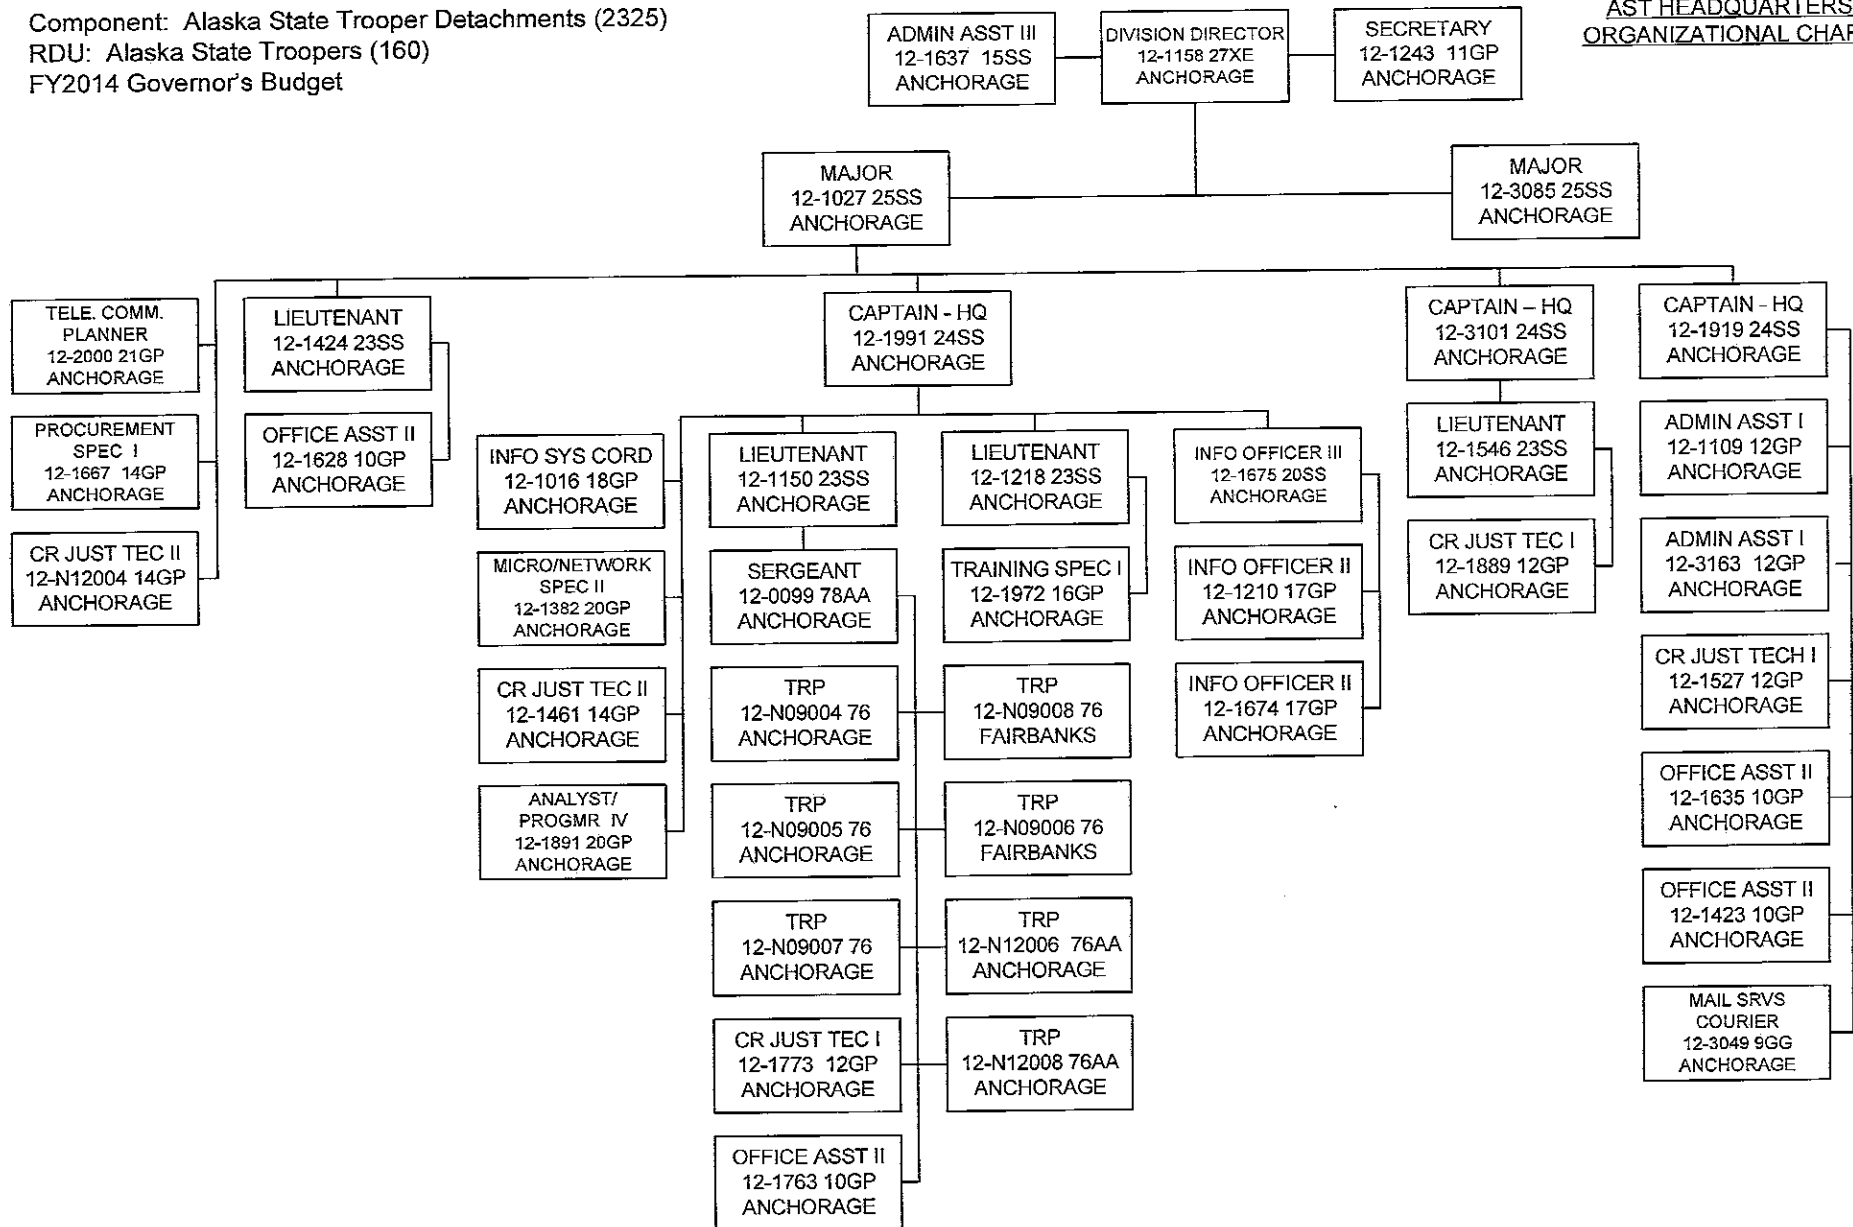 Component: Alaska State Trooper Detachments (2325)
RDU: Alaska State Troopers (160)
FY2014 Governor's Budget
AST HEADQUARTERS
ORGANIZATIONAL CHAR
ADMIN ASST III
12-1637 15SS
ANCHORAGE
DIVISION DIRECTOR
12-1158 27XE
ANCHORAGE
SECRETARY
12-1243 11GP
ANCHORAGE
MAJOR
12-1027 25SS
ANCHORAGE
MAJOR
12-3085 25SS
ANCHORAGE
TELE. COMM.
PLANNER
12-2000 21GP
ANCHORAGE
PROCUREMENT
SPEC I
12-1667 14GP
ANCHORAGE
CR JUST TEC II
12-N12004 14GP
ANCHORAGE
LIEUTENANT
12-1424 23SS
ANCHORAGE
OFFICE ASST II
12-1628 10GP
ANCHORAGE
CAPTAIN - HQ
12-1991 24SS
ANCHORAGE
INFO SYS CORD
12-1016 18GP
ANCHORAGE
MICRO/NETWORK
SPEC II
12-1382 20GP
ANCHORAGE
CR JUST TEC II
12-1461 14GP
ANCHORAGE
ANALYST/
PROGMR IV
12-1891 20GP
ANCHORAGE
LIEUTENANT
12-1150 23SS
ANCHORAGE
SERGEANT
12-0099 78AA
ANCHORAGE
TRP
12-N09004 76
ANCHORAGE
TRP
12-N09005 76
ANCHORAGE
TRP
12-N09007 76
ANCHORAGE
CR JUST TEC I
12-1773 12GP
ANCHORAGE
OFFICE ASST II
12-1763 10GP
ANCHORAGE
LIEUTENANT
12-1218 23SS
ANCHORAGE
TRAINING SPEC I
12-1972 16GP
ANCHORAGE
TRP
12-N09008 76
FAIRBANKS
TRP
12-N09006 76
FAIRBANKS
TRP
12-N12006 76AA
ANCHORAGE
TRP
12-N12008 76AA
ANCHORAGE
INFO OFFICER III
12-1675 20SS
ANCHORAGE
INFO OFFICER II
12-1210 17GP
ANCHORAGE
INFO OFFICER II
12-1674 17GP
ANCHORAGE
CAPTAIN – HQ
12-3101 24SS
ANCHORAGE
LIEUTENANT
12-1546 23SS
ANCHORAGE
CR JUST TEC I
12-1889 12GP
ANCHORAGE
CAPTAIN - HQ
12-1919 24SS
ANCHORAGE
ADMIN ASST I
12-1109 12GP
ANCHORAGE
ADMIN ASST I
12-3163 12GP
ANCHORAGE
CR JUST TECH I
12-1527 12GP
ANCHORAGE
OFFICE ASST II
12-1635 10GP
ANCHORAGE
OFFICE ASST II
12-1423 10GP
ANCHORAGE
MAIL SRVS
COURIER
12-3049 9GG
ANCHORAGE